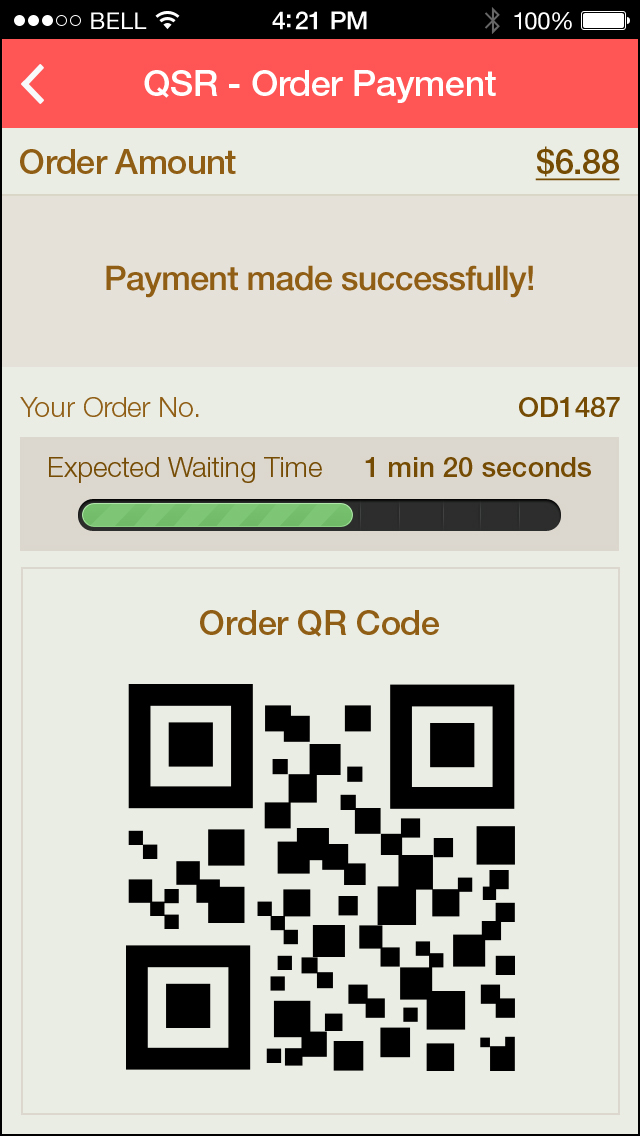 BELL 4:21 PM 100%
QSR - Order Payment
Order Amount $6.88
Payment made successfully!
Your Order No. OD1487
Expected Waiting Time 1 min 20 seconds
Order QR Code